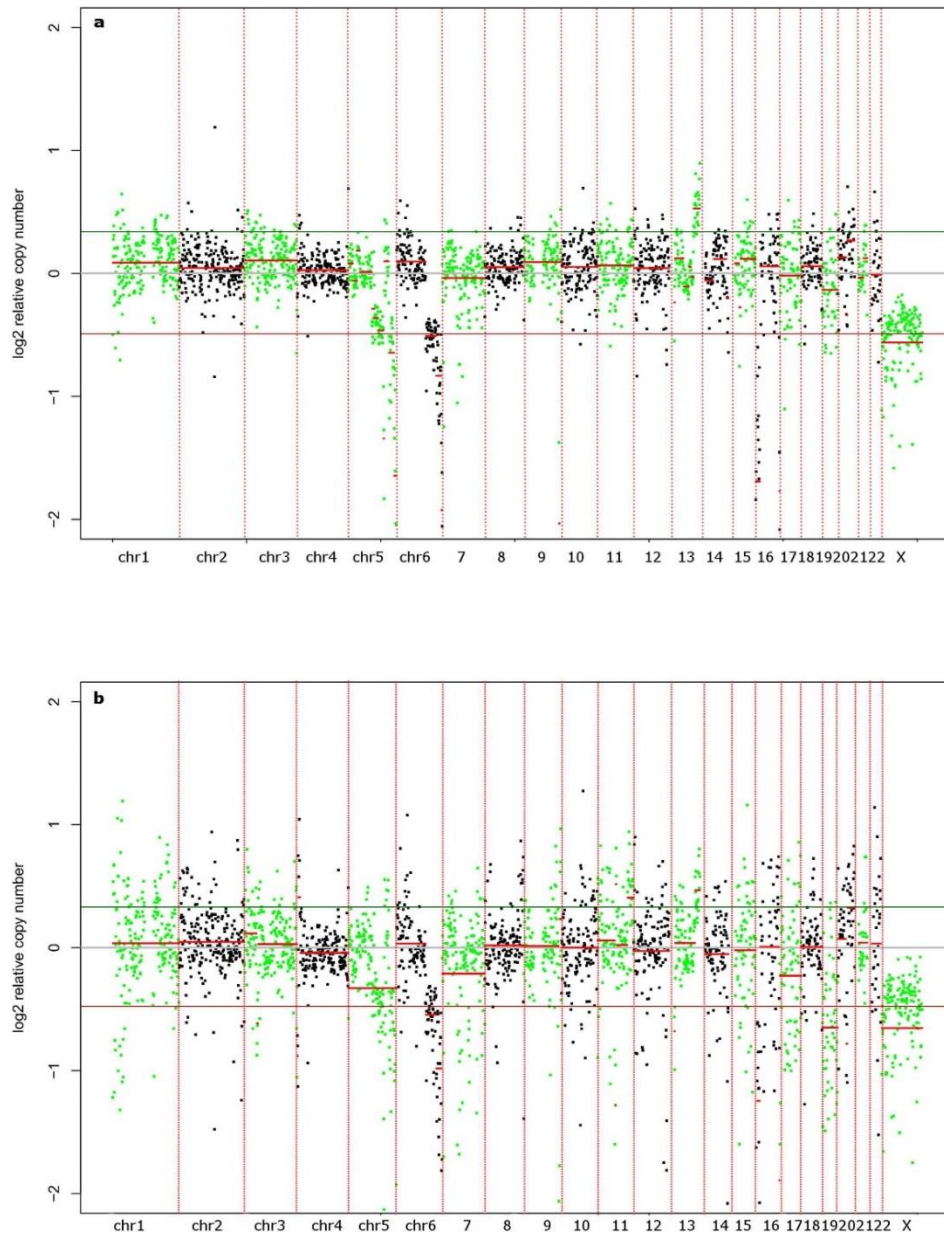 a
2
1
0
-1
-2
log2 relative copy number
chr1 chr2 chr3 chr4 chr5 chr6 7 8 9 10 11 12 13 14 15 16 1718192021 22 X
b
2
1
0
-1
-2
log2 relative copy number
chr1 chr2 chr3 chr4 chr5 chr6 7 8 9 10 11 12 13 14 15 16 171819202122 X